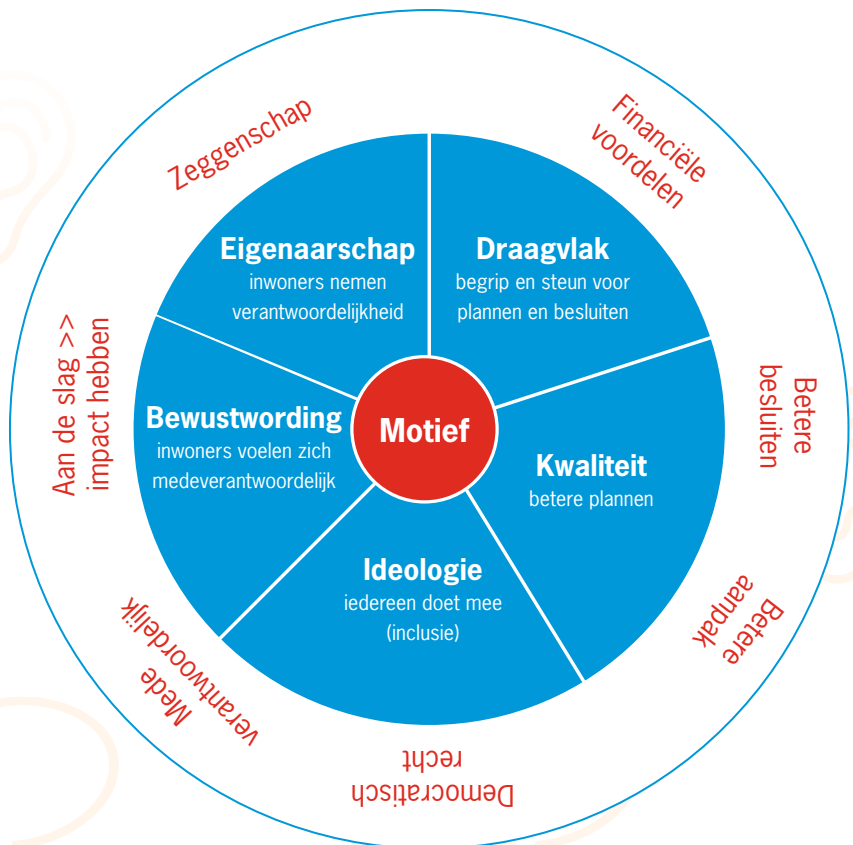 Zeggenschap
Financiële
voordelen
Betere
besluiten
Betere
aanpak
Democratisch
recht
Mede
verantwoordelijk
Aan de slag >>
impact hebben
Eigenaarschap
inwoners nemen
verantwoordelijkheid
Draagvlak
begrip en steun voor
plannen en besluiten
Bewustwording
inwoners voelen zich
medeverantwoordelijk
Motief
Kwaliteit
betere plannen
Ideologie
iedereen doet mee
(inclusie)